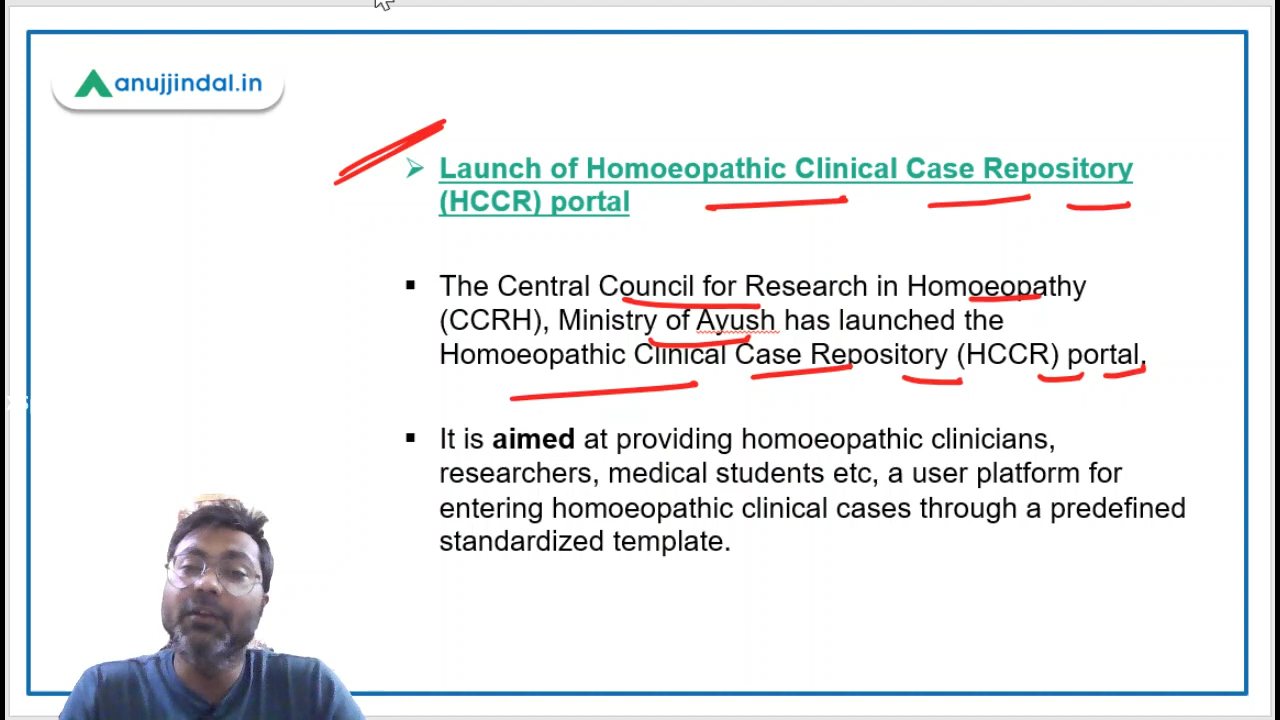 anujjindal.in
➢ Launch of Homoeopathic Clinical Case Repository
(HCCR) portal
▪ The Central Council for Research in Homoeopathy
(CCRH), Ministry of Ayush has launched the
Homoeopathic Clinical Case Repository (HCCR) portal.
▪ It is aimed at providing homoeopathic clinicians,
researchers, medical students etc, a user platform for
entering homoeopathic clinical cases through a predefined
standardized template.